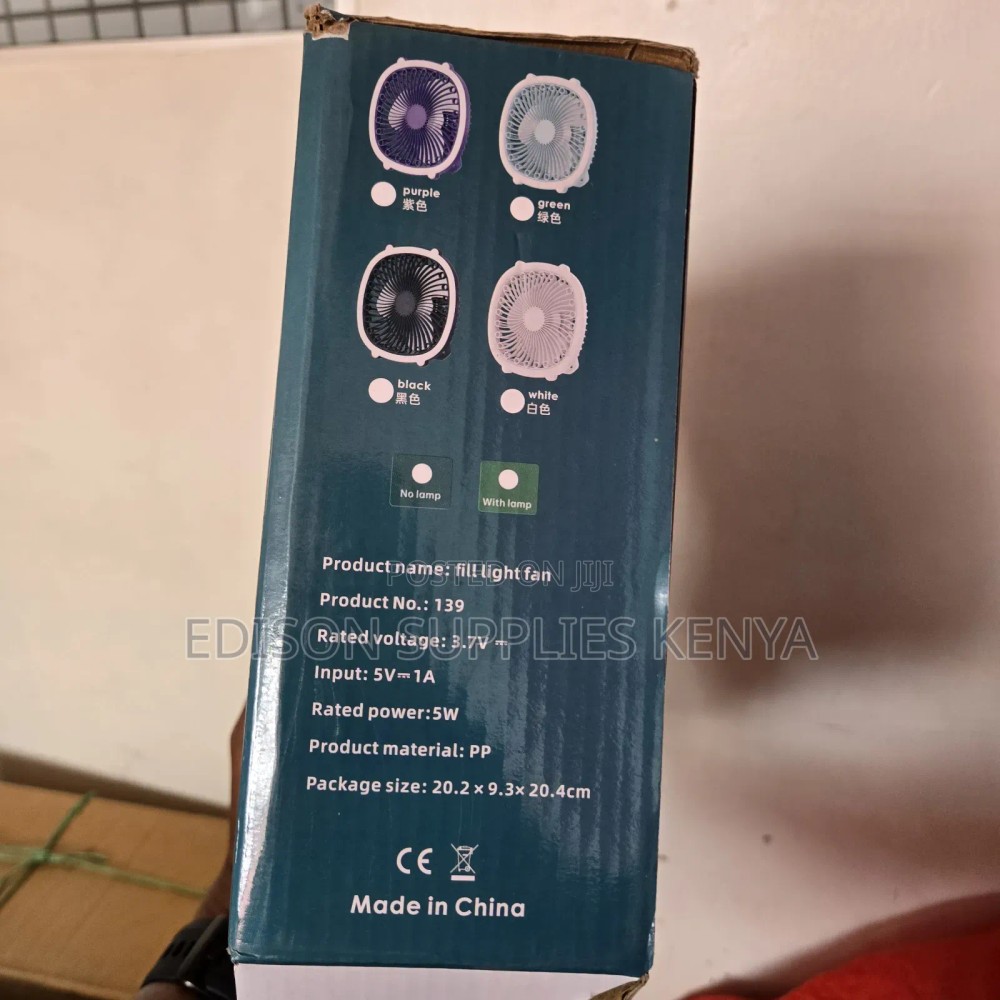 purple
紫色
green
绿色
black
黑色
white
白色
No lamp
With lamp
Product name: fill light fan
POSTED ON JIJI
Product No.: 139
EDISON SUPPLIES KENYA
Rated voltage: 3.7V ⎓
Input: 5V⎓1A
Rated power:5W
Product material: PP
Package size: 20.2 × 9.3× 20.4cm
CE
Made in China